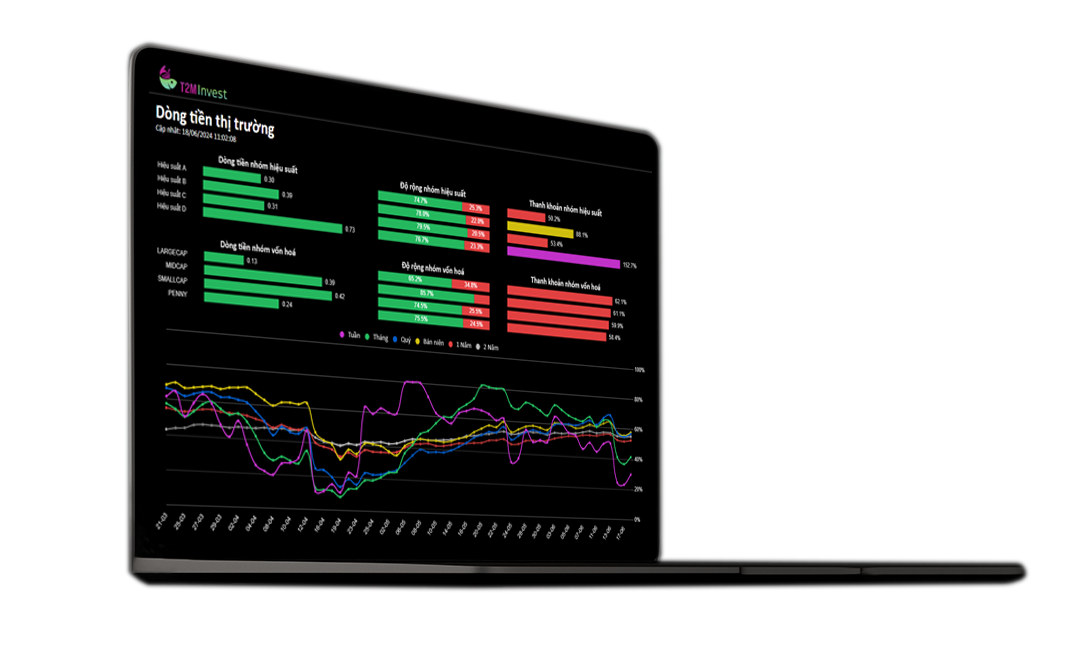 T2MInvest
Dòng tiền thị trường
Cập nhật: 18/06/2024 11:02:06
Dòng tiền nhóm hiệu suất
Hiệu suất A
0.30
Hiệu suất B
0.39
Hiệu suất C
0.31
Hiệu suất D
0.73
Độ rộng nhóm hiệu suất
74.7% 25.3%
78.0% 22.0%
79.5% 20.5%
76.7% 23.3%
Thanh khoản nhóm hiệu suất
50.2%
88.1%
53.4%
152.7%
Dòng tiền nhóm vốn hoá
LARGECAP
0.13
MIDCAP
0.39
SMALLCAP
0.42
PENNY
0.24
Độ rộng nhóm vốn hoá
65.2% 34.8%
85.7%
74.5% 25.5%
75.5% 24.5%
Thanh khoản nhóm vốn hoá
62.1%
61.1%
59.9%
58.4%
Tuần Tháng Quý Bán niên 1 Năm 2 Năm
100%
80%
60%
40%
20%
0%
21-03 25-03 27-03 29-03 02-04 04-04 08-04 10-04 12-04 16-04 19-04 23-04 25-04 02-05 06-05 08-05 10-05 14-05 16-05 20-05 22-05 24-05 28-05 30-05 03-06 05-06 07-06 11-06 13-06 17-06